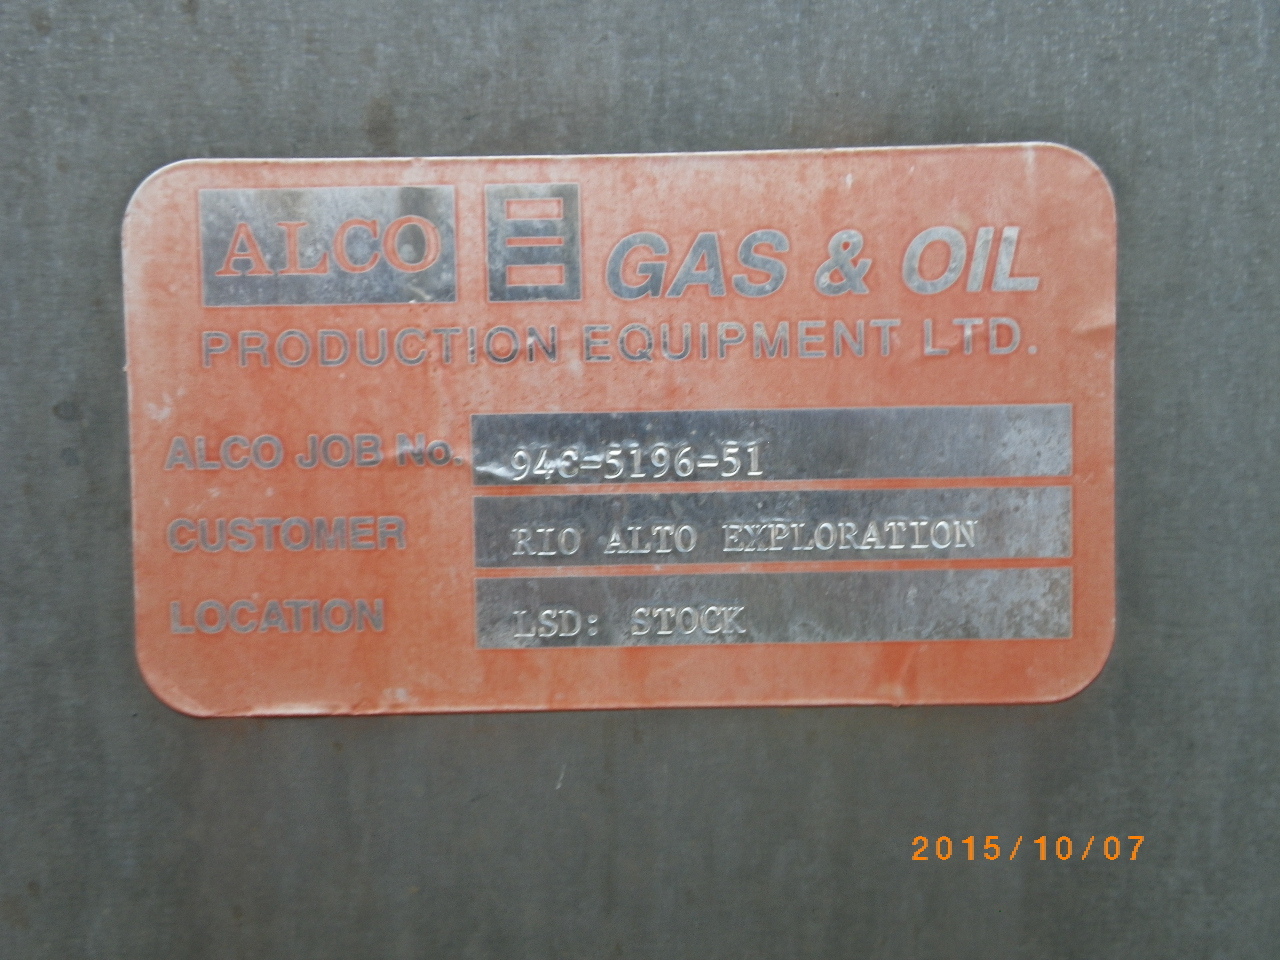 ALCO GAS & OIL
PRODUCTION EQUIPMENT LTD.
ALCO JOB No. 94C-5196-51
CUSTOMER RIO ALTO EXPLORATION
LOCATION LSD: STOCK
2015/10/07